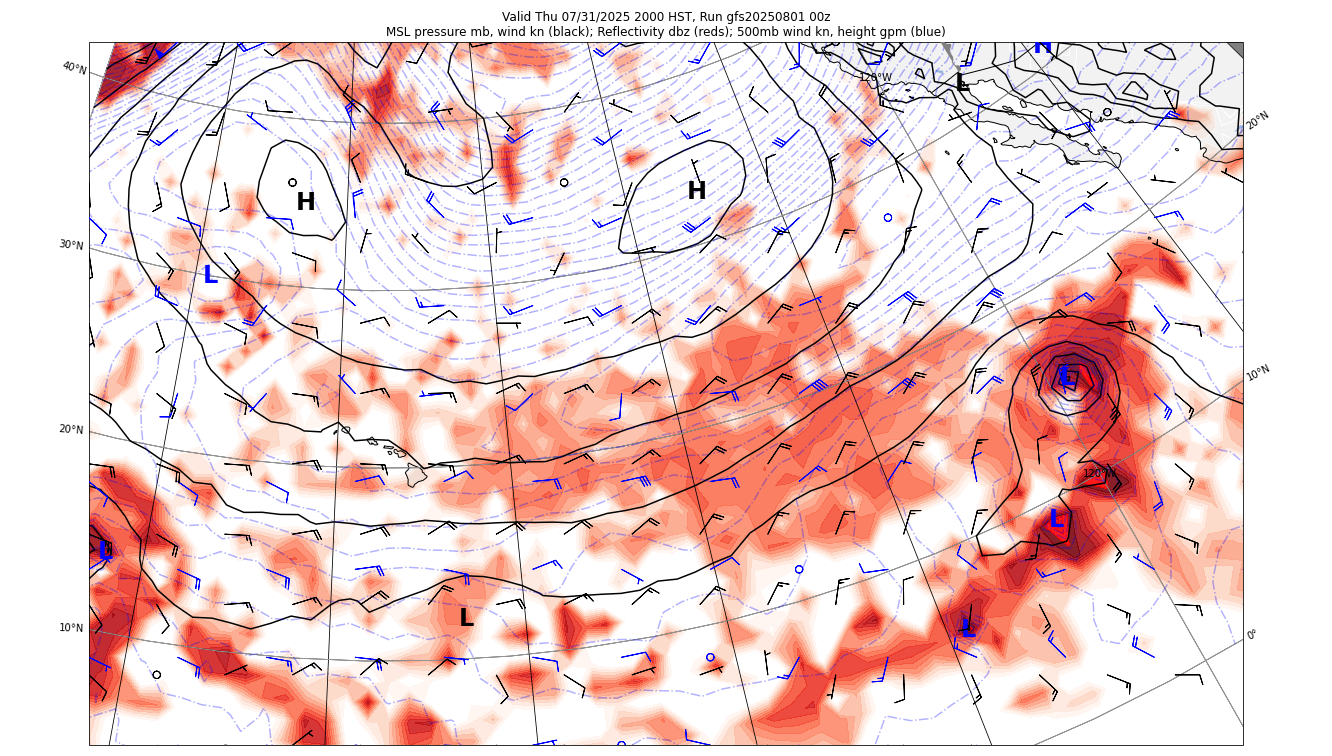 Valid Thu 07/31/2025 2000 HST, Run gfs20250801 00z
MSL pressure mb, wind kn (black); Reflectivity dbz (reds); 500mb wind kn, height gpm (blue)
H
40°N
120°W
L
20°N
H
H
30°N
L
10°N
L
20°N
120°W
L
L
10°N
L
L
0°